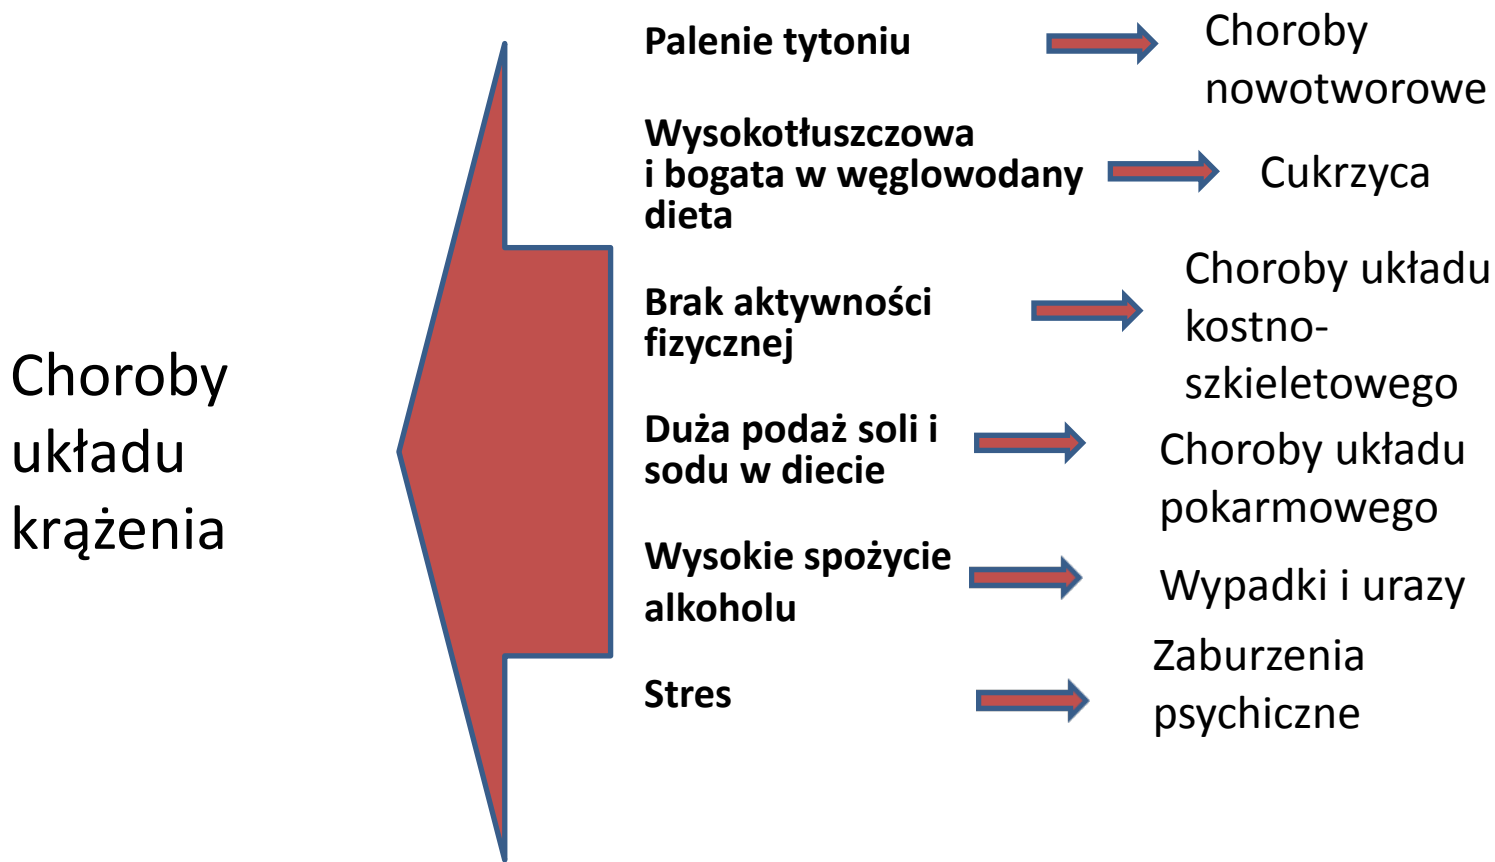 Choroby
układu
krążenia
Palenie tytoniu
Choroby
nowotworowe
Wysokotłuszczowa
i bogata w węglowodany
dieta
Cukrzyca
Brak aktywności
fizycznej
Choroby układu
kostno-
szkieletowego
Duża podaż soli i
sodu w diecie
Choroby układu
pokarmowego
Wysokie spożycie
alkoholu
Wypadki i urazy
Stres
Zaburzenia
psychiczne